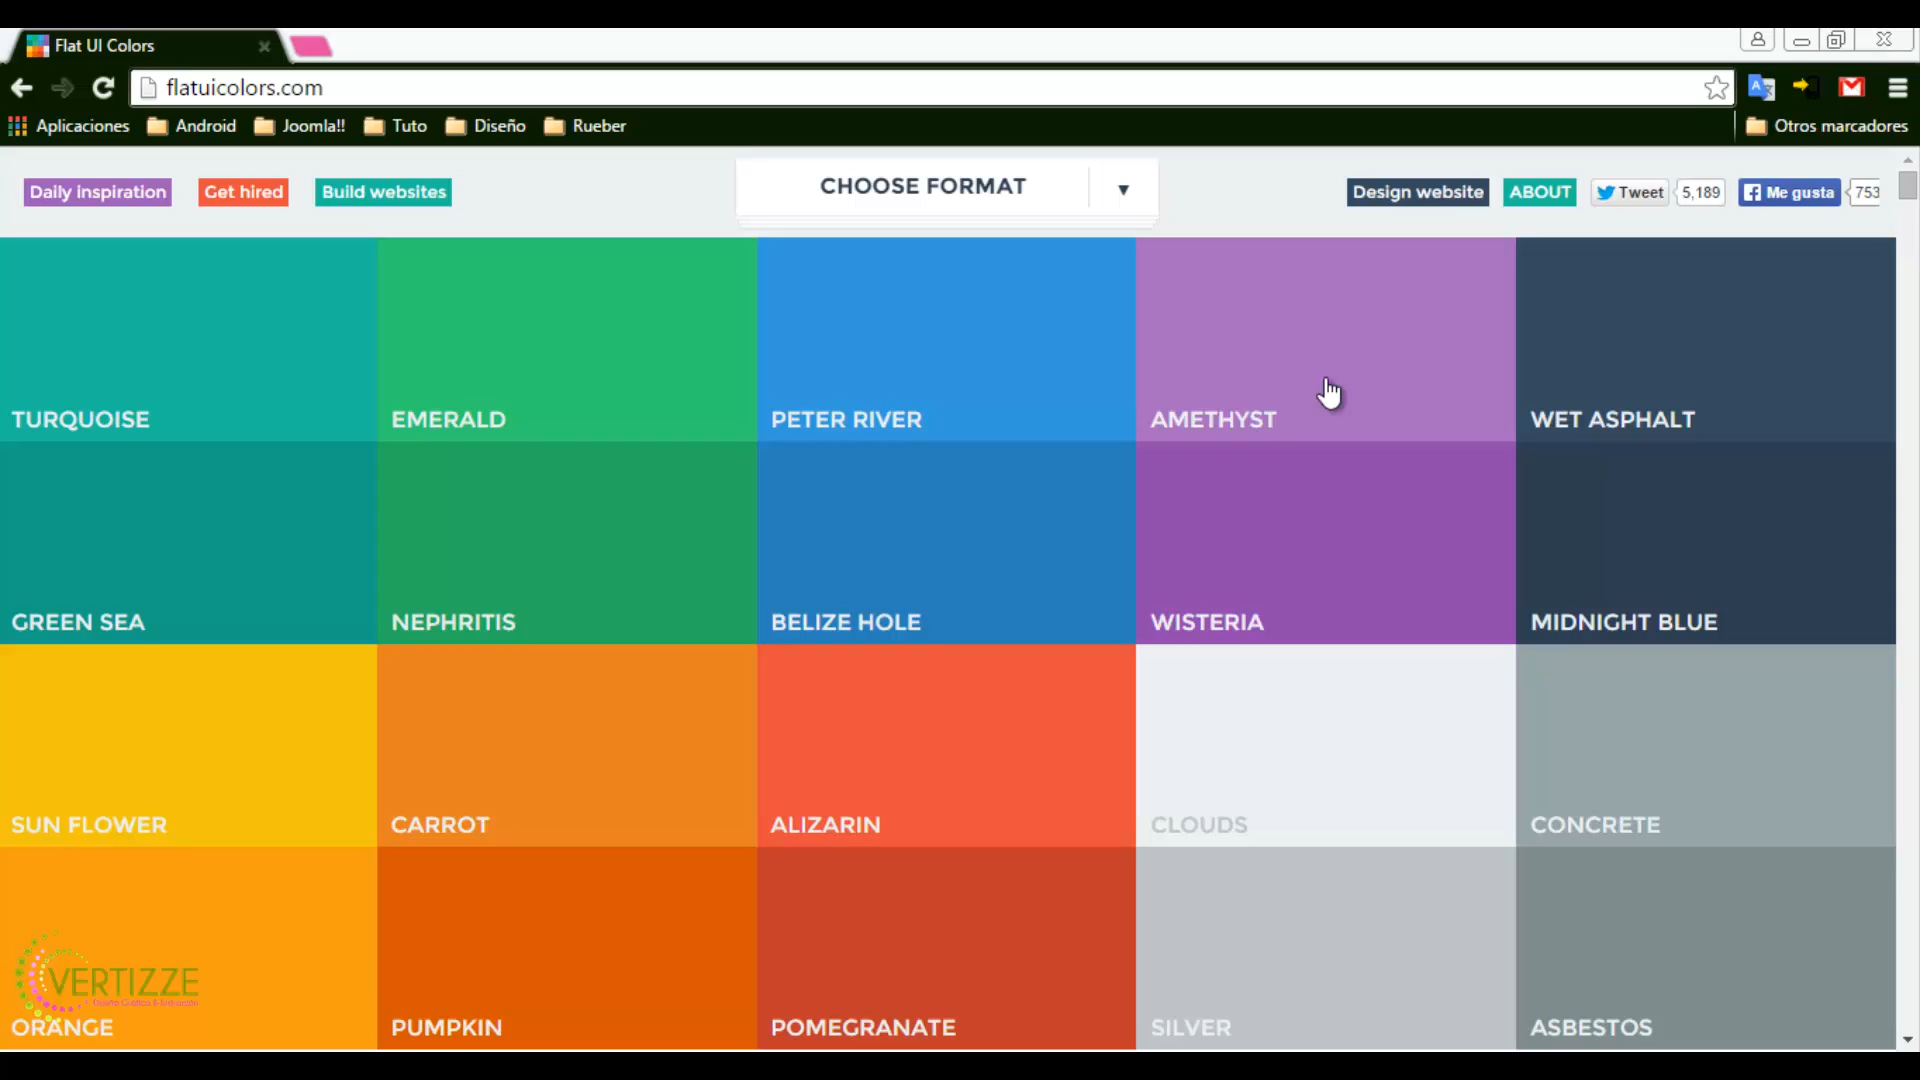 Flat UI Colors
flatuicolors.com
Aplicaciones Android Joomla!! Tuto Diseño Rueber Otros marcadores
Daily inspiration Get hired Build websites CHOOSE FORMAT Design website ABOUT Tweet 5,189 Me gusta 753
TURQUOISE EMERALD PETER RIVER AMETHYST WET ASPHALT
GREEN SEA NEPHRITIS BELIZE HOLE WISTERIA MIDNIGHT BLUE
SUN FLOWER CARROT ALIZARIN CLOUDS CONCRETE
VERTIZZE
ORANGE PUMPKIN POMEGRANATE SILVER ASBESTOS